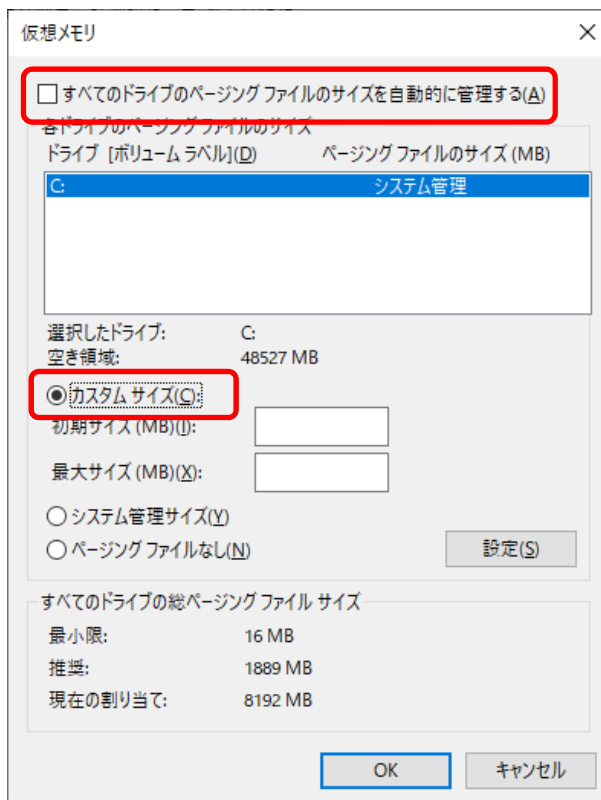 仮想メモリ
すべてのドライブのページング ファイルのサイズを自動的に管理する(A)
各ドライブのページング ファイルのサイズ
ドライブ [ボリューム ラベル](D) ページング ファイルのサイズ (MB)
C: システム管理
選択したドライブ: C:
空き領域: 48527 MB
カスタム サイズ(C):
初期サイズ (MB)(I):
最大サイズ (MB)(X):
システム管理サイズ(Y)
ページング ファイルなし(N) 設定(S)
すべてのドライブの総ページング ファイル サイズ
最小限: 16 MB
推奨: 1889 MB
現在の割り当て: 8192 MB
OK キャンセル